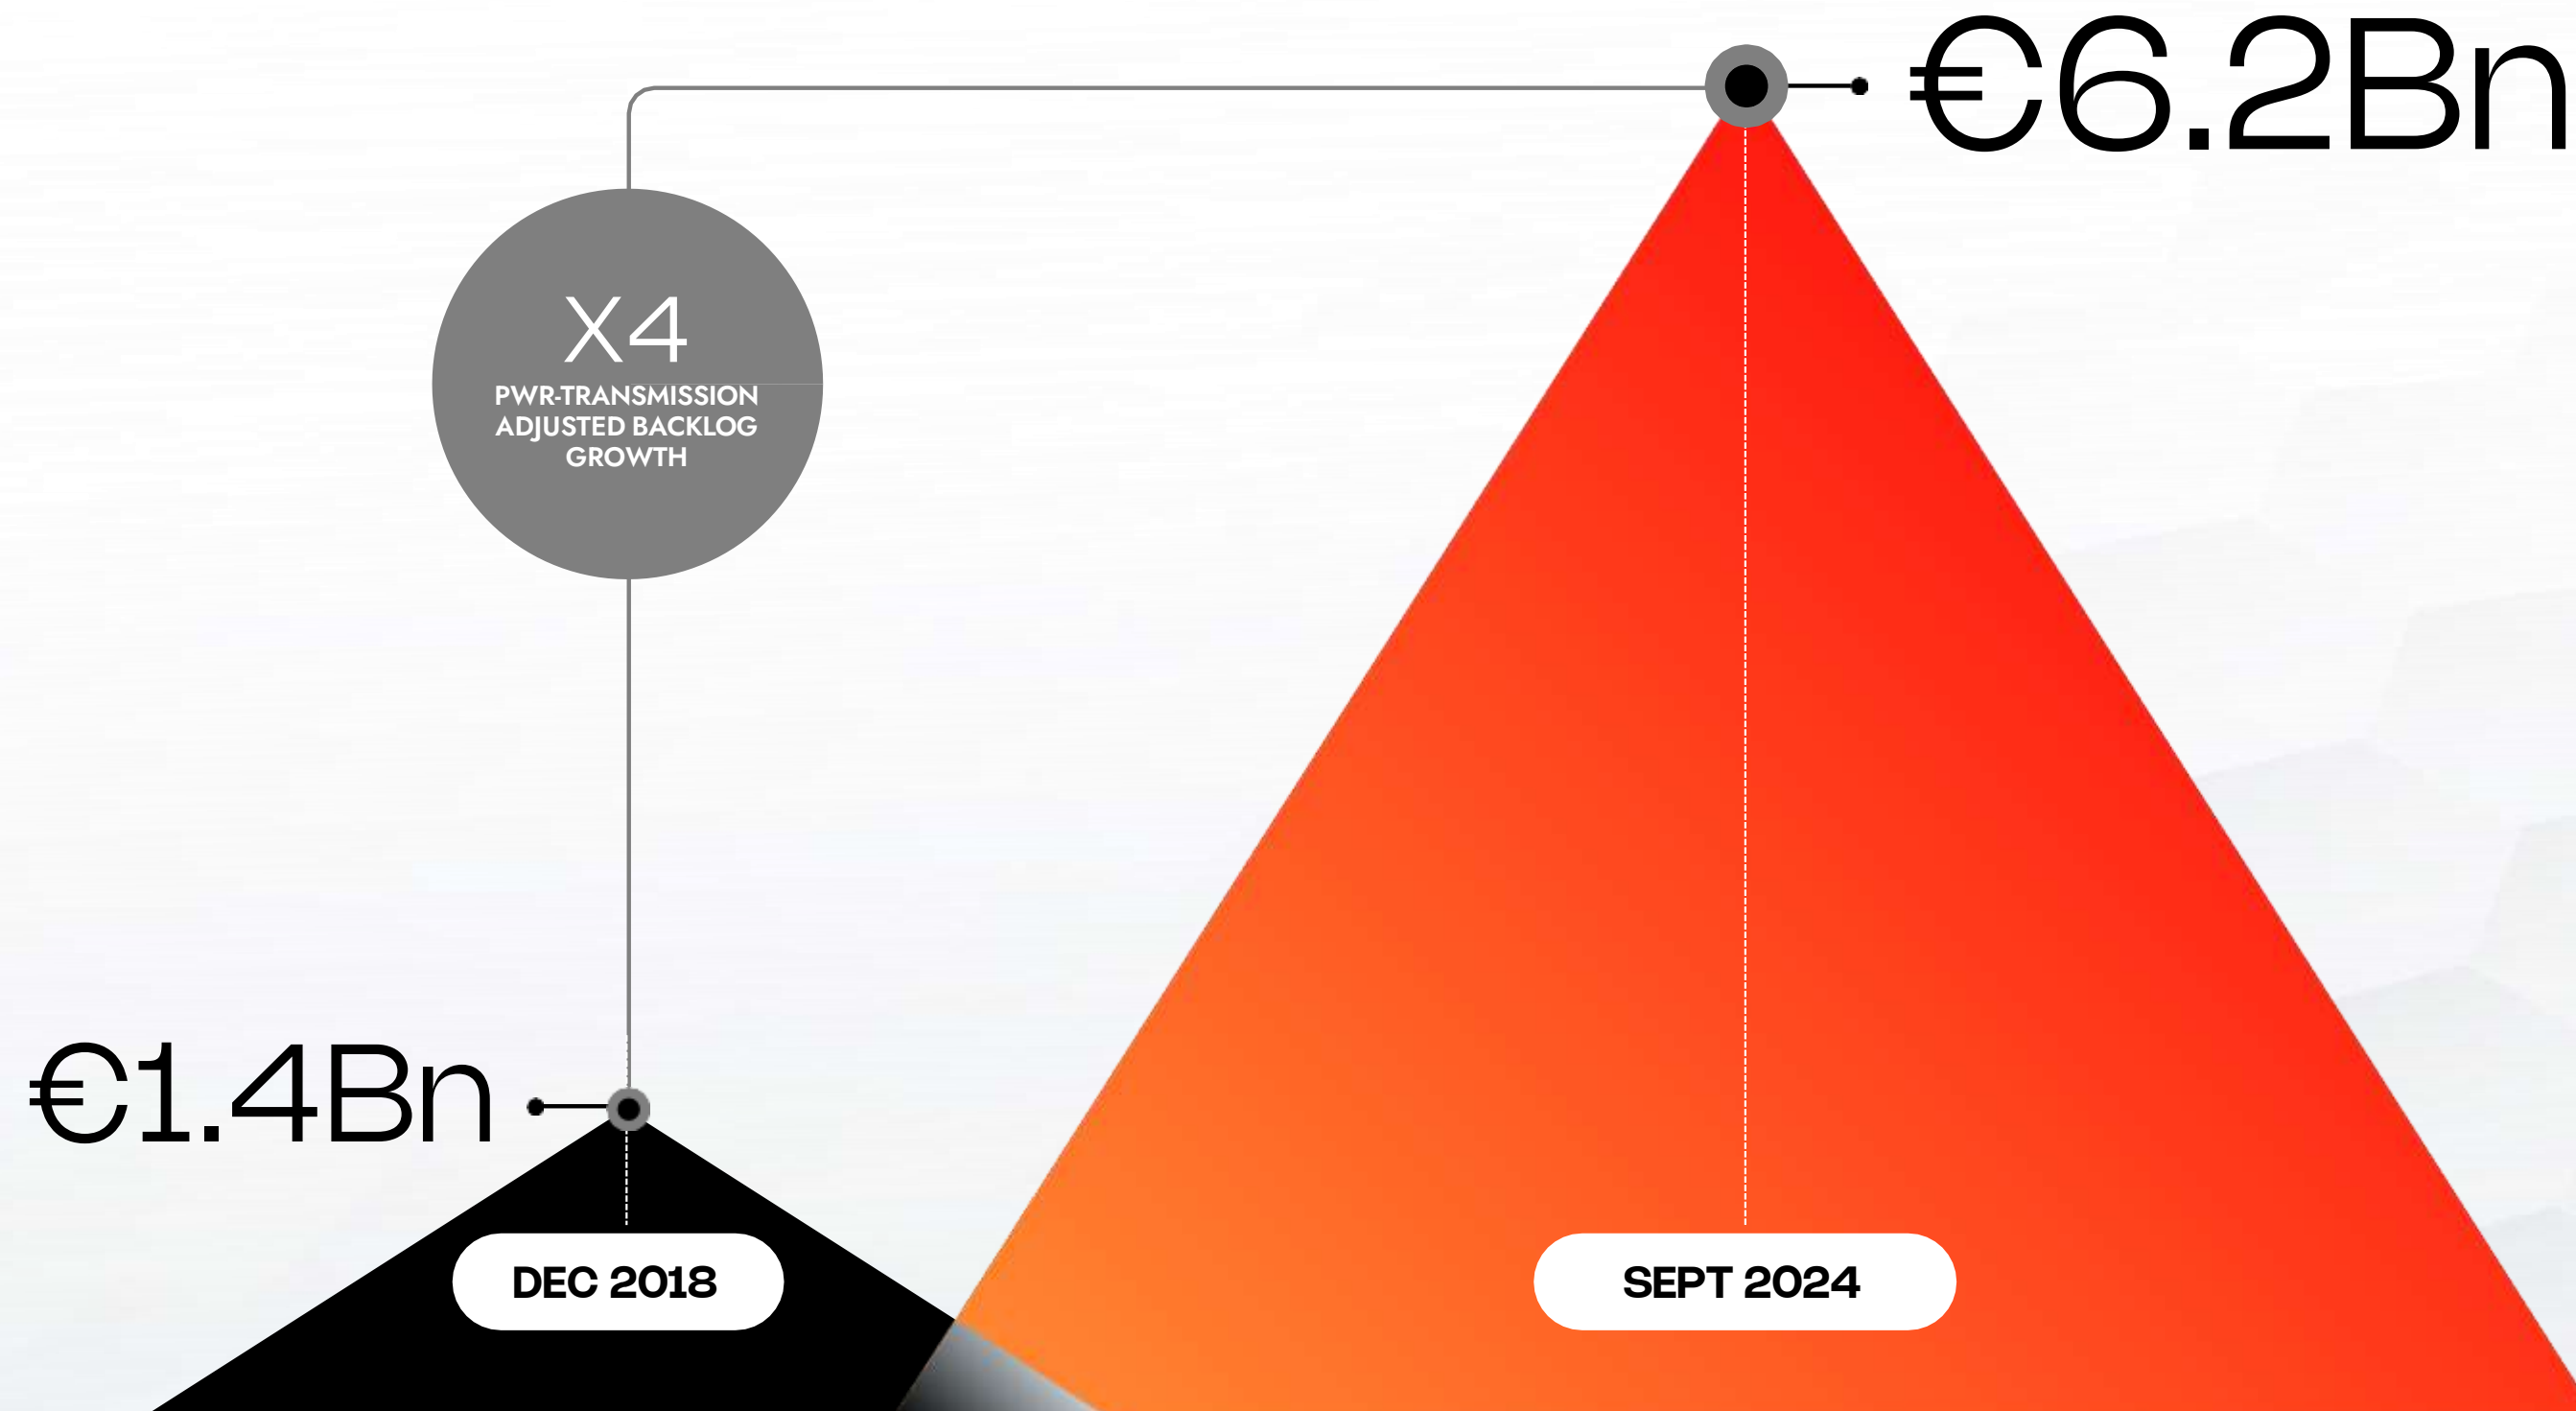 €6.2Bn
X4
PWR-TRANSMISSION
ADJUSTED BACKLOG
GROWTH
€1.4Bn
DEC 2018
SEPT 2024